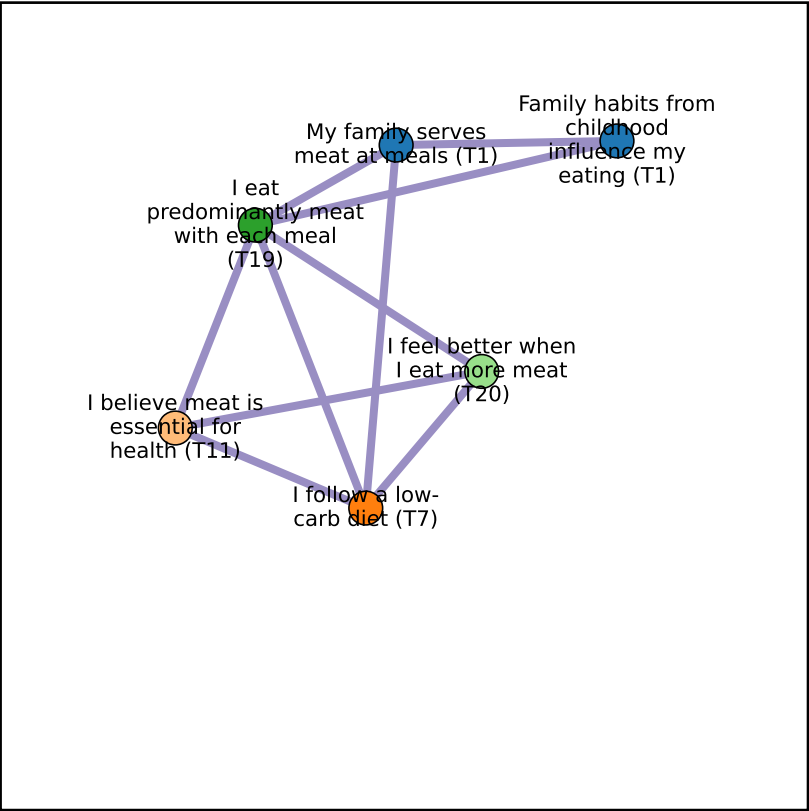 Family habits from
childhood
influence my
eating (T1)
My family serves
meat at meals (T1)
I eat
predominantly meat
with each meal
(T19)
I feel better when
I eat more meat
(T20)
I believe meat is
essential for
health (T11)
I follow a low-
carb diet (T7)